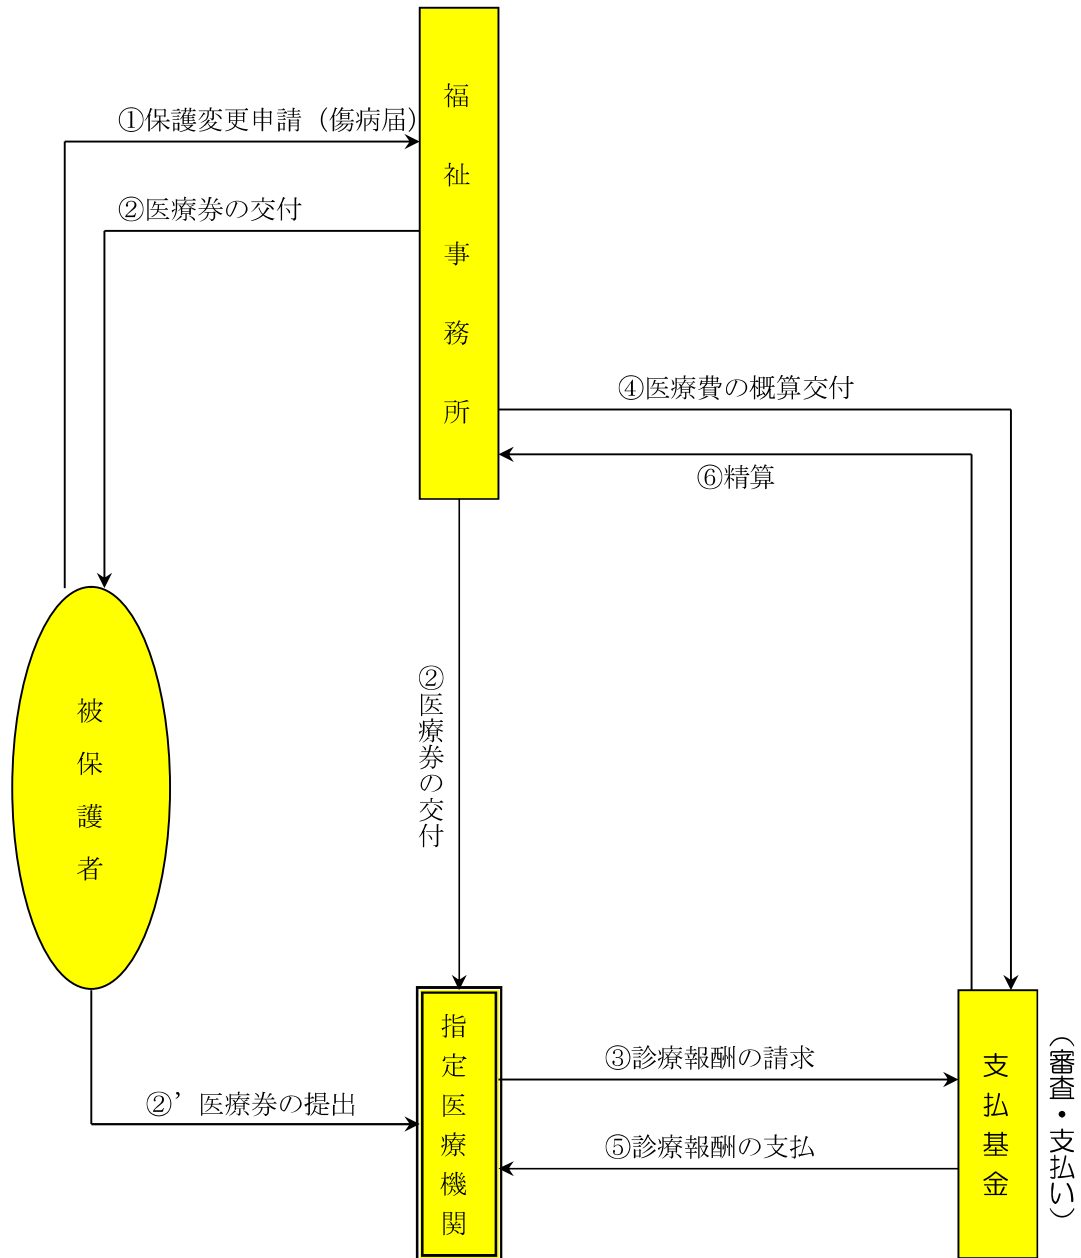 福祉事務所
①保護変更申請（傷病届）
②医療券の交付
④医療費の概算交付
⑥精算
②医療券の交付
被保護者
②’医療券の提出
指定医療機関
③診療報酬の請求
⑤診療報酬の支払
支払基金
（審査・支払い）